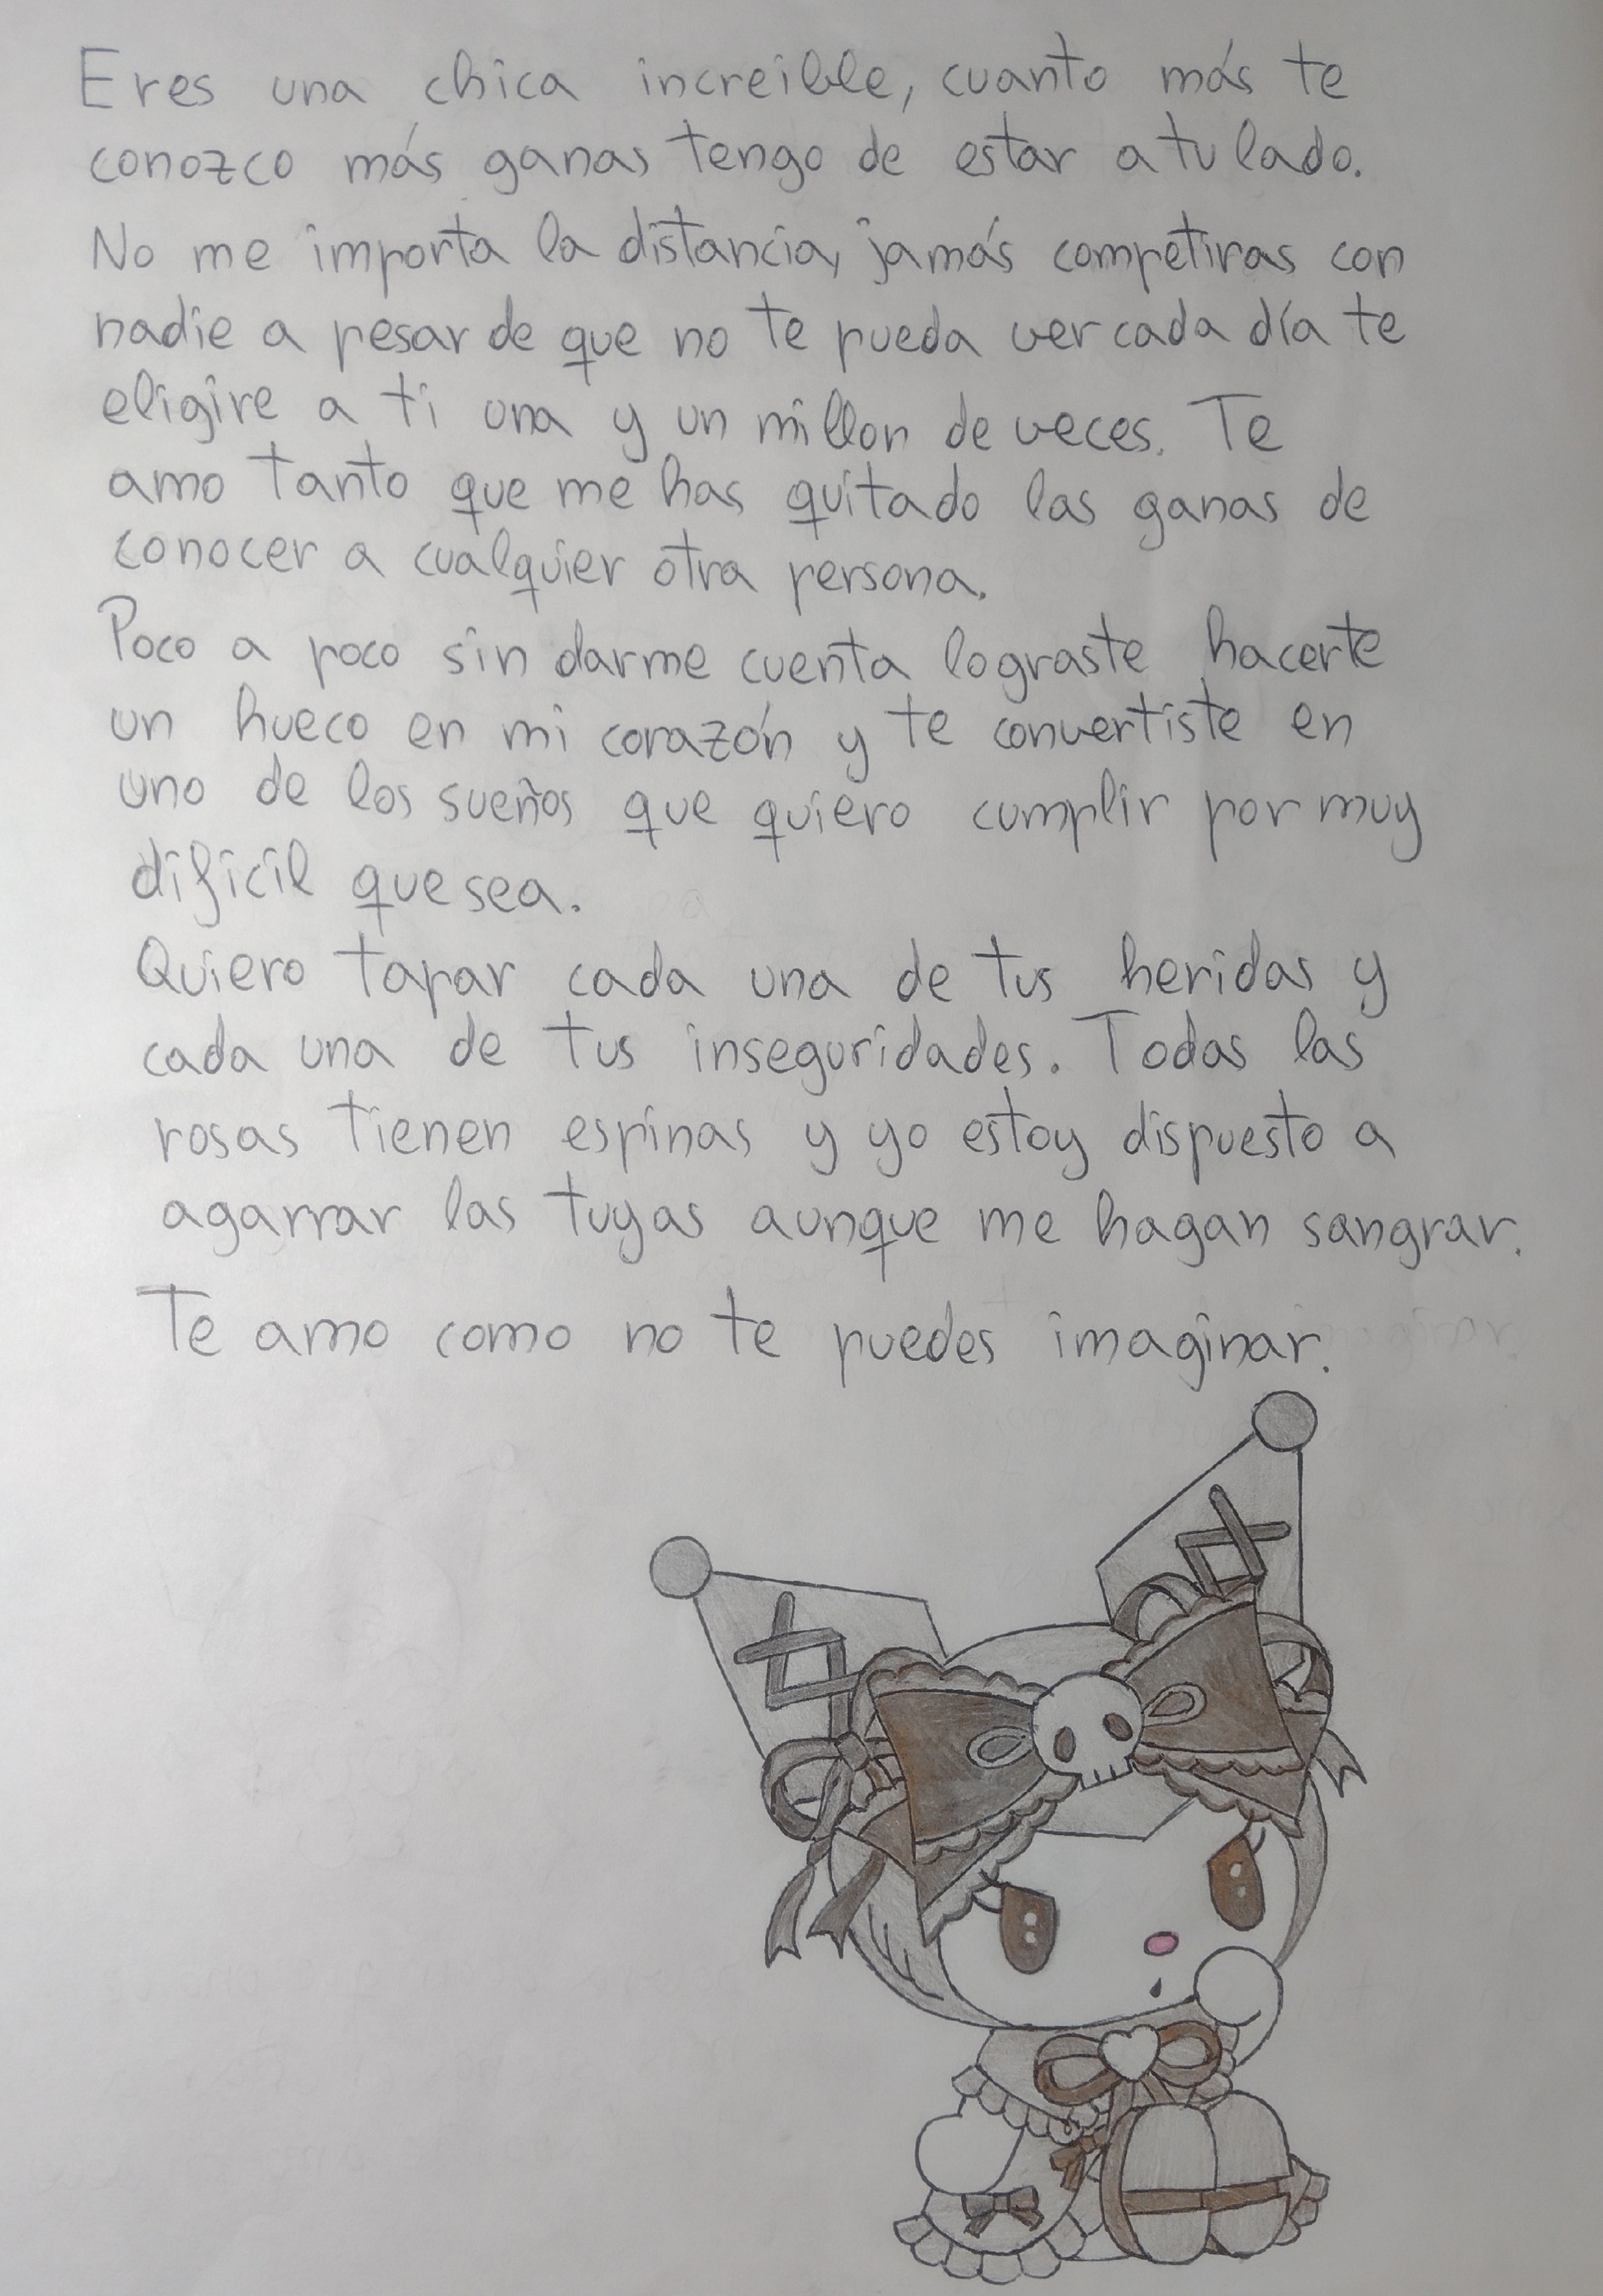 Eres una chica increible, cuanto más te
conozco más ganas tengo de estar a tu lado.
No me importa la distancia, jamás competiras con
nadie a pesar de que no te pueda ver cada día te
eligire a ti una y un millon de veces. Te
amo tanto que me has quitado las ganas de
conocer a cualquier otra persona.
Poco a poco sin darme cuenta lograste hacerte
un hueco en mi corazón y te convertiste en
uno de los sueños que quiero cumplir por muy
dificil que sea.
Quiero tapar cada una de tus heridas y
cada una de tus inseguridades. Todas las
rosas tienen espinas y yo estoy dispuesto a
agarrar las tuyas aunque me hagan sangrar.
Te amo como no te puedes imaginar.